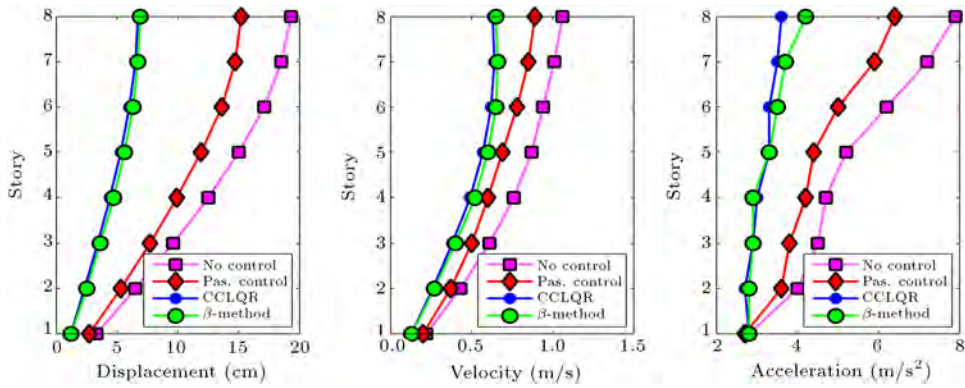 8
7
6
5
4
3
2
1
Story
0
5
10
15
20
Displacement (cm)
No control
Pas. control
CCLQR
β-method
8
7
6
5
4
3
2
1
Story
0.0
0.5
1.0
1.5
Velocity (m/s)
No control
Pas. control
CCLQR
β-method
8
7
6
5
4
3
2
1
Story
4
6
8
Acceleration (m/s²)
No control
Pas. control
CCLQR
β-method